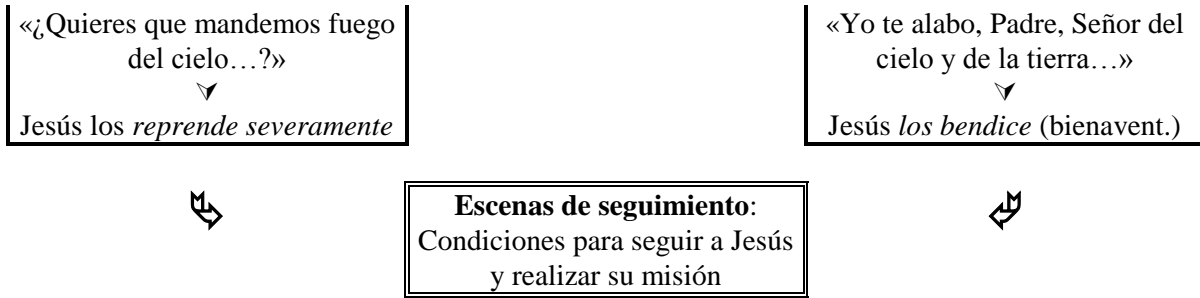 «¿Quieres que mandemos fuego
del cielo…?»
Jesús los reprende severamente
«Yo te alabo, Padre, Señor del
cielo y de la tierra…»
Jesús los bendice (bienavent.)
Escenas de seguimiento:
Condiciones para seguir a Jesús
y realizar su misión